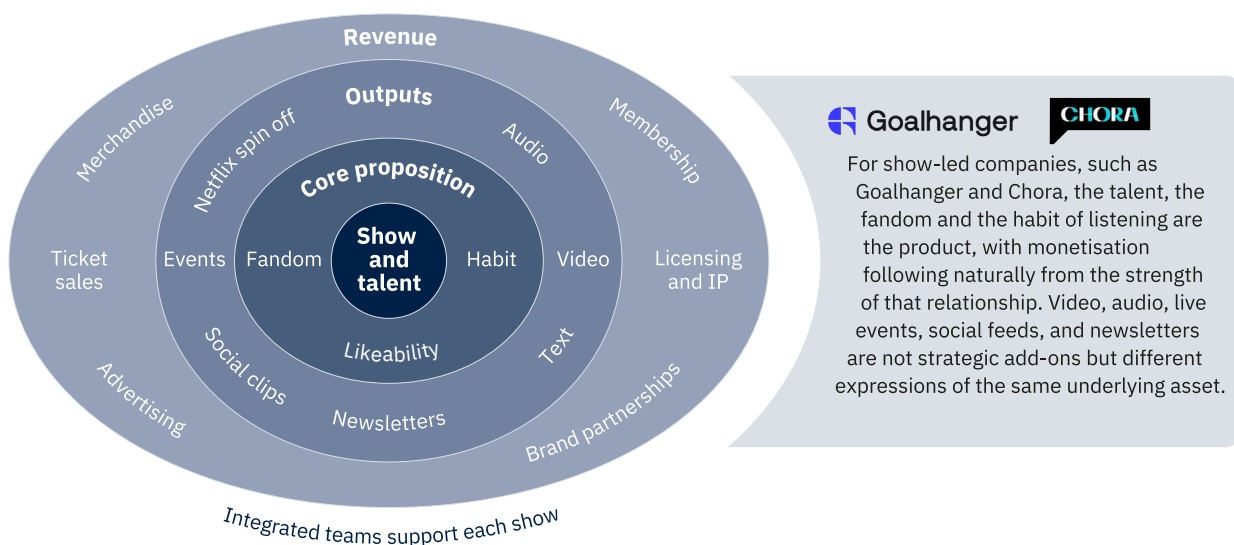 Revenue
Merchandise
Membership
Ticket
sales
Licensing
and IP
Advertising
Brand partnerships
Outputs
Netflix spin off
Audio
Events
Video
Social clips
Text
Newsletters
Core proposition
Fandom
Habit
Likeability
Show
and
talent
Integrated teams support each show
Goalhanger
CHORA
For show-led companies, such as
Goalhanger and Chora, the talent, the
fandom and the habit of listening are
the product, with monetisation
following naturally from the strength
of that relationship. Video, audio, live
events, social feeds, and newsletters
are not strategic add-ons but different
expressions of the same underlying asset.